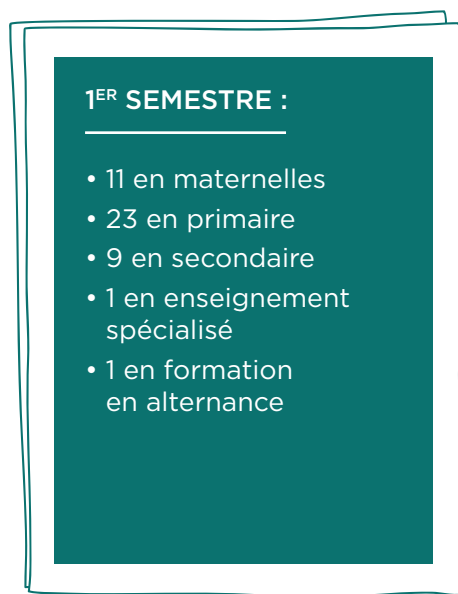 1ER SEMESTRE :
• 11 en maternelles
• 23 en primaire
• 9 en secondaire
• 1 en enseignement
spécialisé
• 1 en formation
en alternance